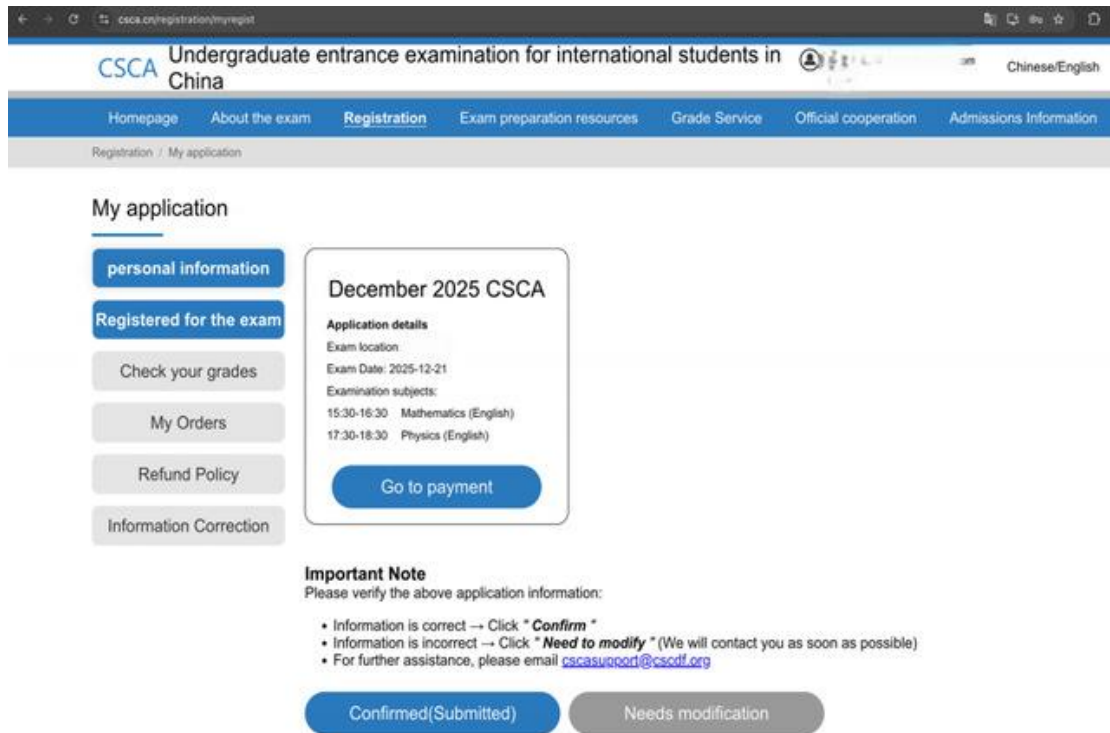 csca.cn/registration/myregist
CSCA
Undergraduate entrance examination for international students in
China
Chinese/English
Homepage About the exam Registration Exam preparation resources Grade Service Official cooperation Admissions Information
Registration / My application
My application
personal information
Registered for the exam
Check your grades
My Orders
Refund Policy
Information Correction
December 2025 CSCA
Application details
Exam location
Exam Date: 2025-12-21
Examination subjects:
15:30-16:30 Mathematics (English)
17:30-18:30 Physics (English)
Go to payment
Important Note
Please verify the above application information:
• Information is correct → Click " Confirm "
• Information is incorrect → Click " Need to modify " (We will contact you as soon as possible)
• For further assistance, please email cscasupport@cscdf.org
Confirmed(Submitted)
Needs modification